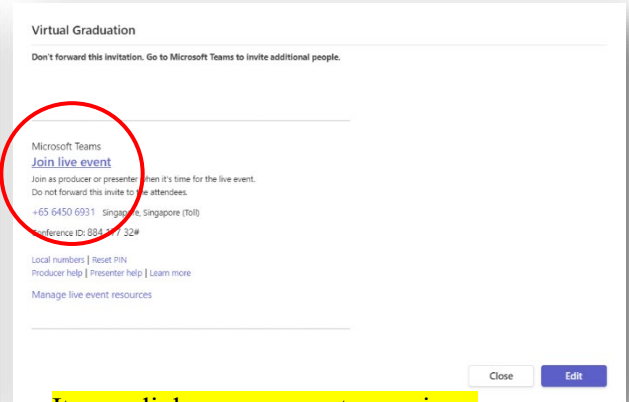 Virtual Graduation
Don't forward this invitation. Go to Microsoft Teams to invite additional people.
Microsoft Teams
Join live event
Join as producer or presenter when it's time for the live event.
Do not forward this invite to the attendees.
+65 6450 6931 Singapore, Singapore (Toll)
Conference ID: 32#
Local numbers | Reset PIN
Producer help | Presenter help | Learn more
Manage live event resources
Close Edit